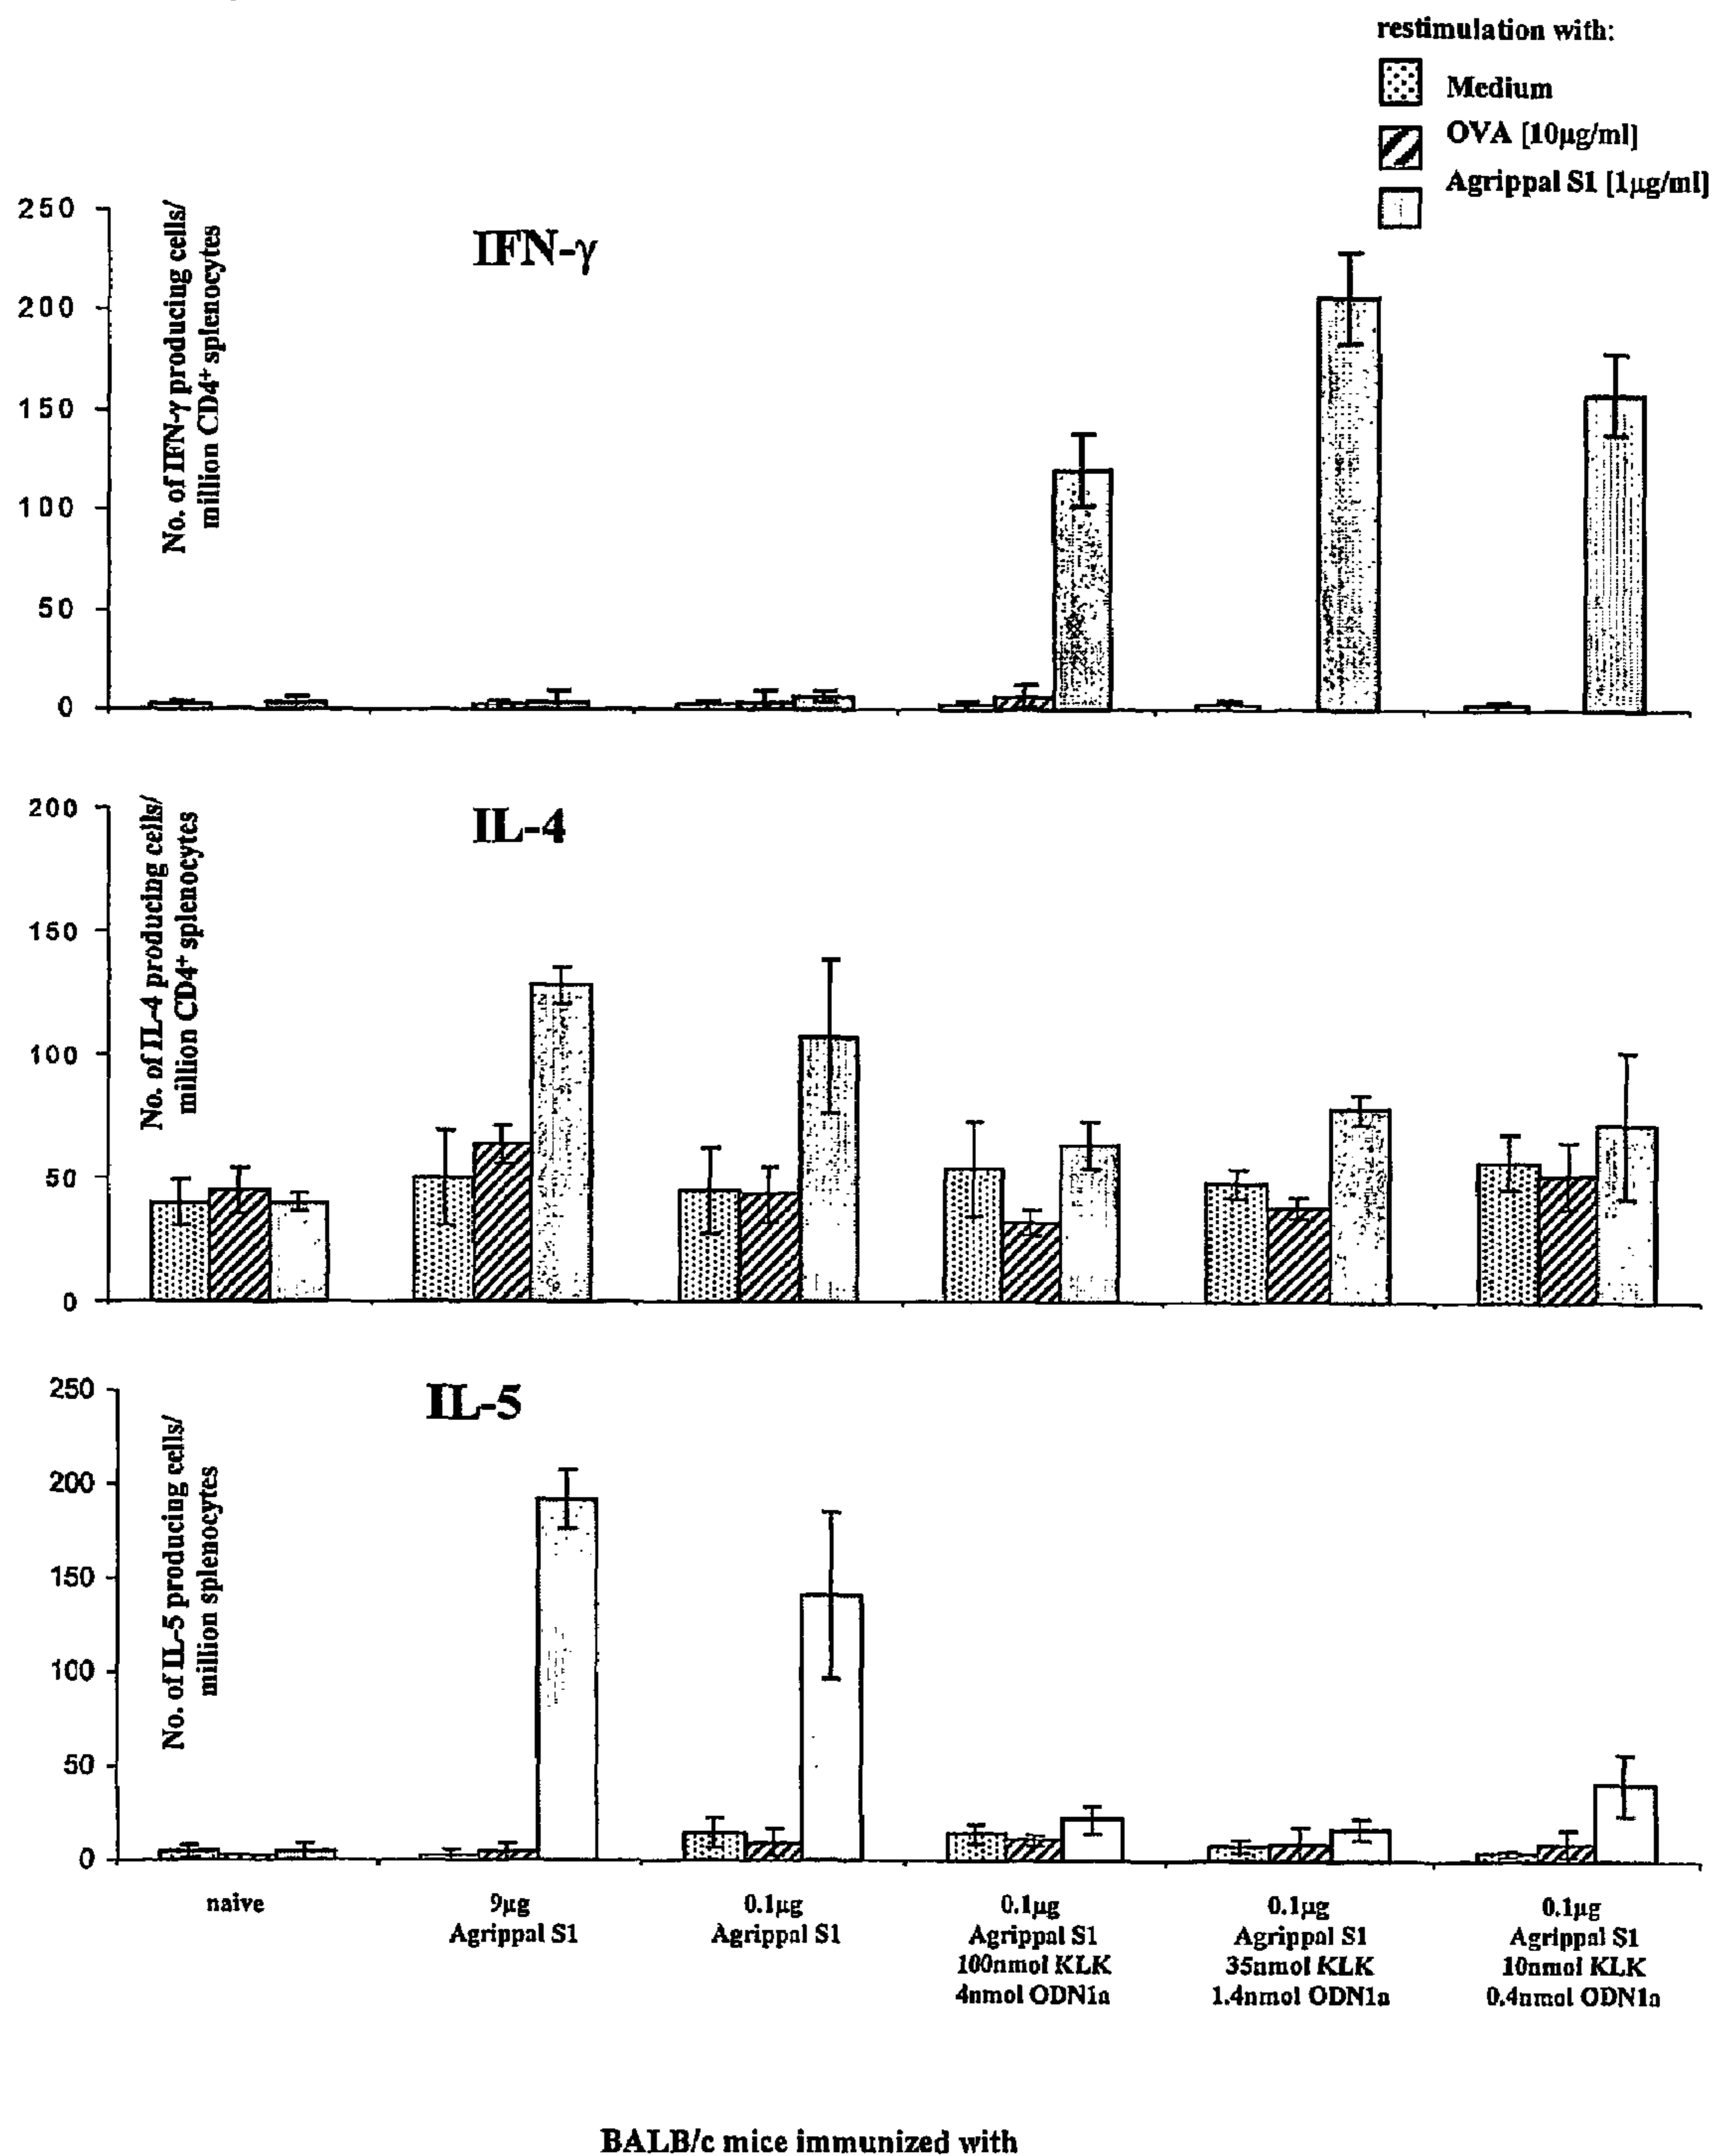 restimulation with:
Medium
OVA [10µg/ml]
Agrippal S1 [1µg/ml]
IFN-γ
No. of IFN-γ producing cells/
million CD4+ splenocytes
250
200
150
100
50
0
IL-4
No. of IL-4 producing cells/
million CD4+ splenocytes
200
150
100
50
0
IL-5
No. of IL-5 producing cells/
million splenocytes
250
200
150
100
50
0
naive
9µg
Agrippal S1
0.1µg
Agrippal S1
0.1µg
Agrippal S1
100nmol KLK
4nmol ODN1a
0.1µg
Agrippal S1
35nmol KLK
1.4nmol ODN1a
0.1µg
Agrippal S1
10nmol KLK
0.4nmol ODN1a
BALB/c mice immunized with